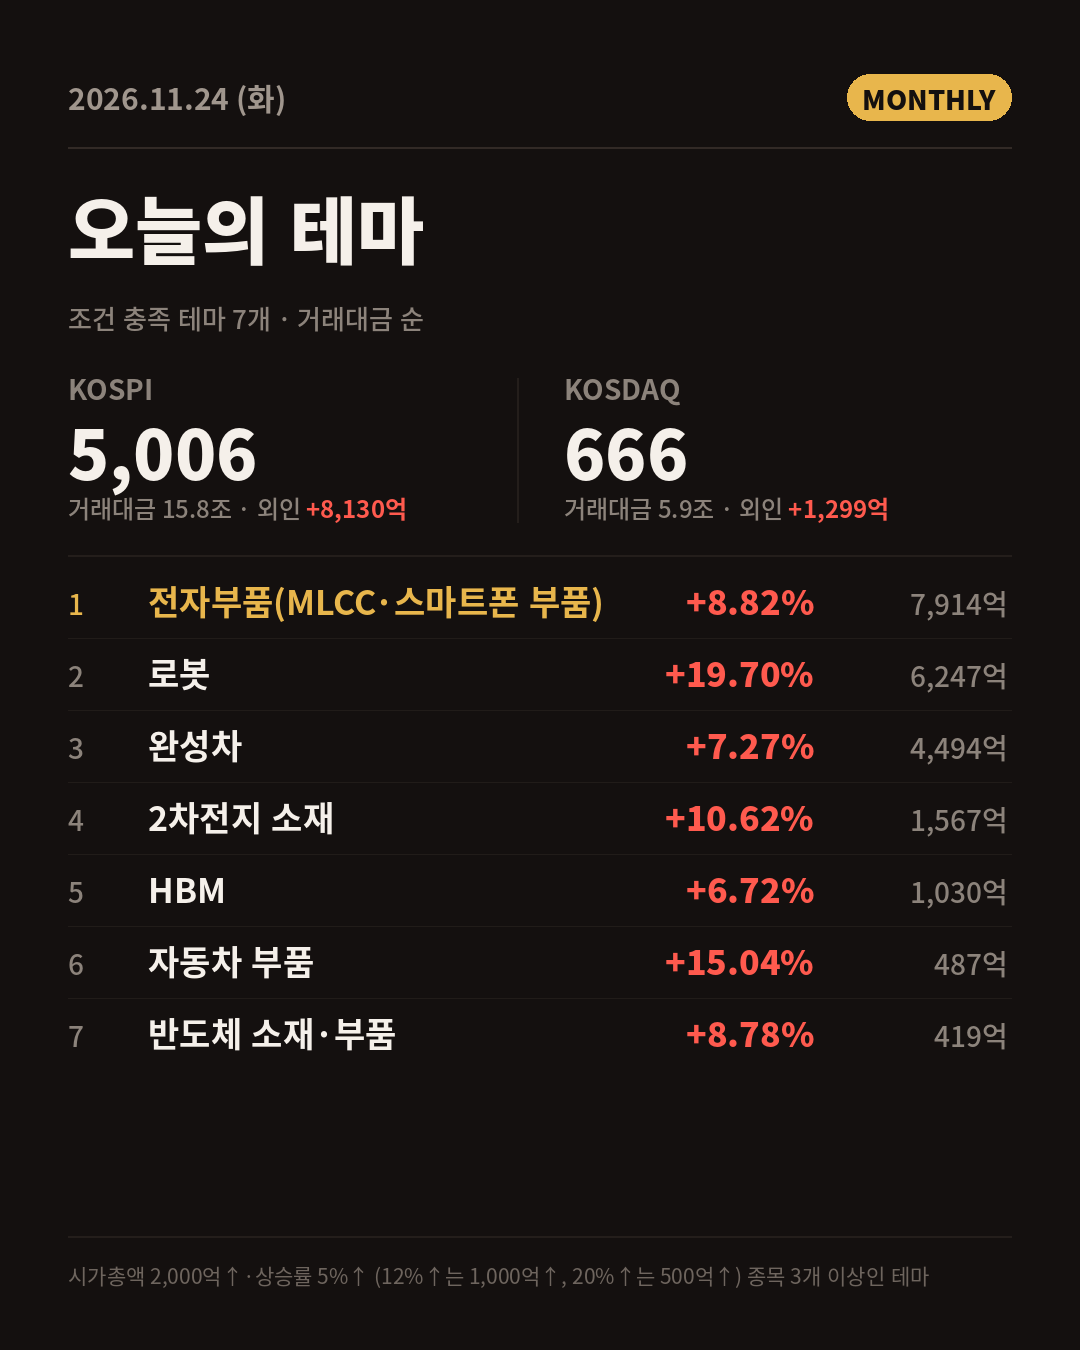 2026.11.24 (화)
MONTHLY
오늘의 테마
조건 충족 테마 7개 · 거래대금 순
KOSPI
5,006
거래대금 15.8조 · 외인 +8,130억
KOSDAQ
666
거래대금 5.9조 · 외인 +1,299억
1 전자부품(MLCC·스마트폰 부품) +8.82% 7,914억
2 로봇 +19.70% 6,247억
3 완성차 +7.27% 4,494억
4 2차전지 소재 +10.62% 1,567억
5 HBM +6.72% 1,030억
6 자동차 부품 +15.04% 487억
7 반도체 소재·부품 +8.78% 419억
시가총액 2,000억↑·상승률 5%↑ (12%↑는 1,000억↑, 20%↑는 500억↑) 종목 3개 이상인 테마